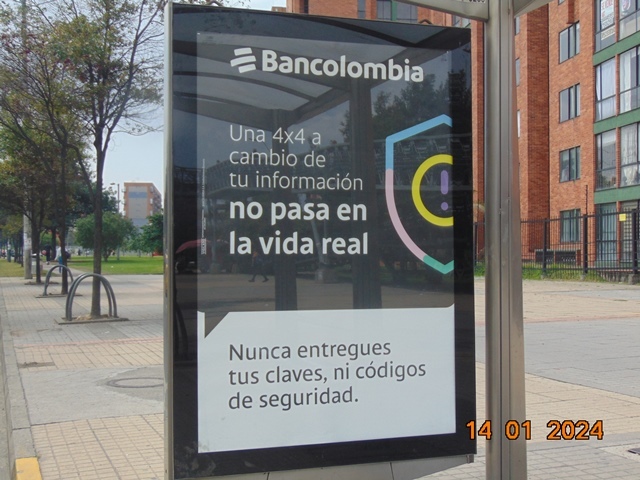 Bancolombia
Una 4x4 a
cambio de
tu información
no pasa en
la vida real
Nunca entregues
tus claves, ni códigos
de seguridad.
14 01 2024